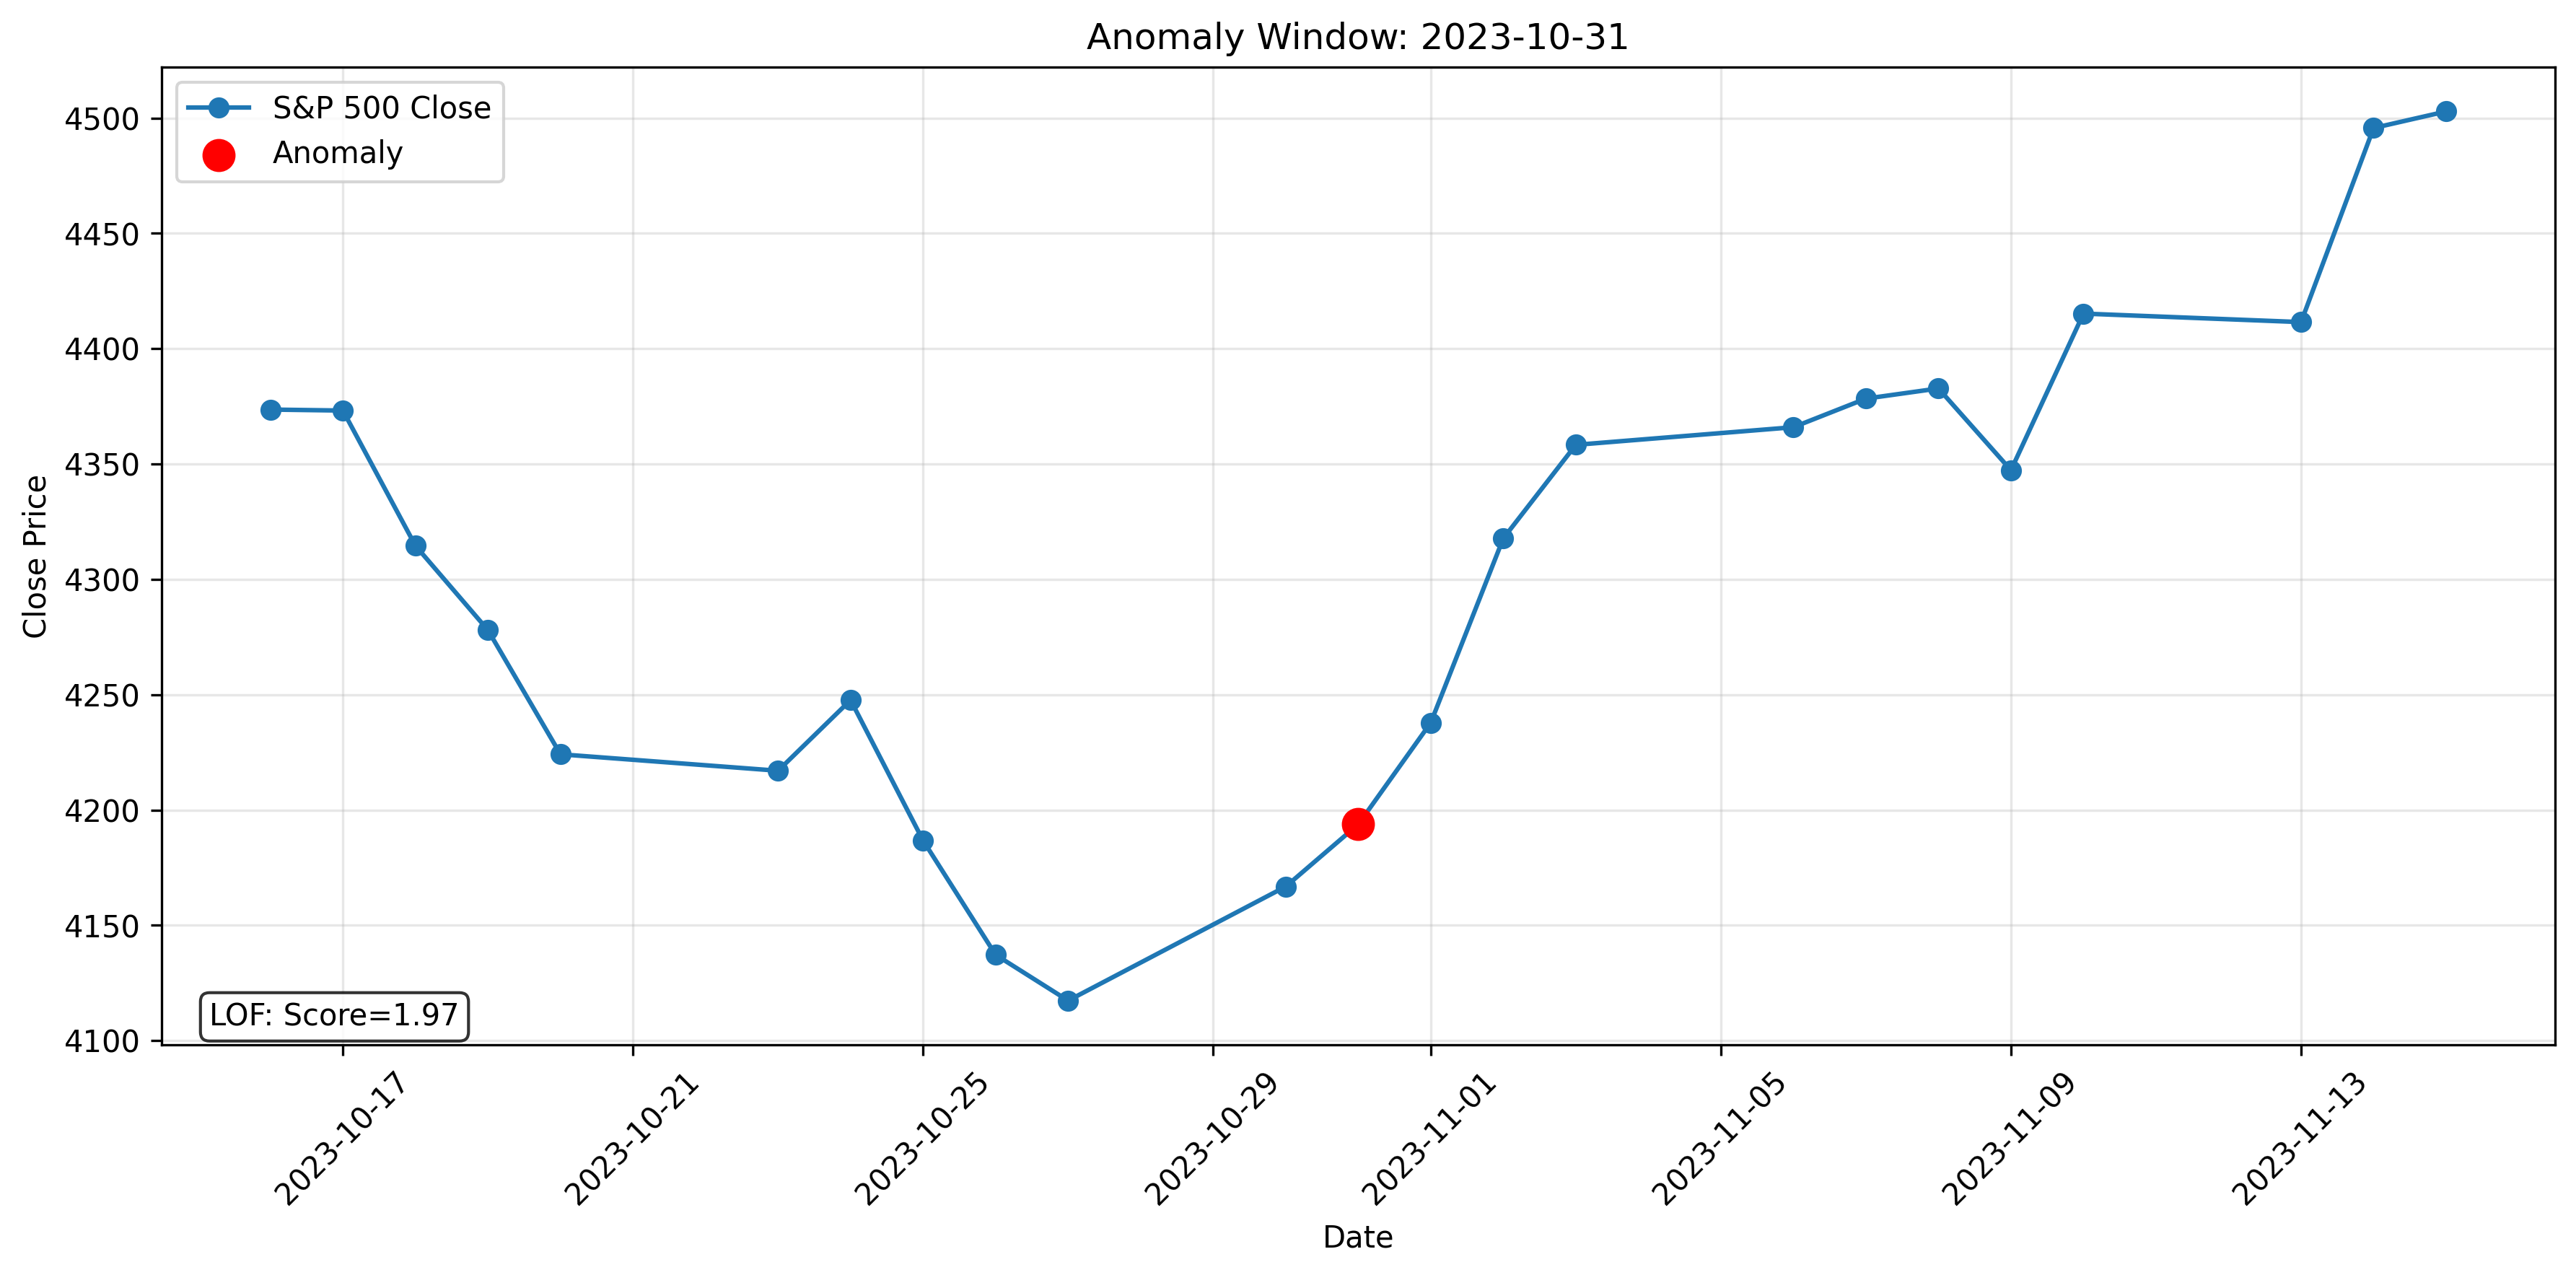 Anomaly Window: 2023-10-31
S&P 500 Close
Anomaly
4500
4450
4400
4350
4300
4250
4200
4150
4100
Close Price
LOF: Score=1.97
2023-10-17
2023-10-21
2023-10-25
2023-10-29
2023-11-01
2023-11-05
2023-11-09
2023-11-13
Date